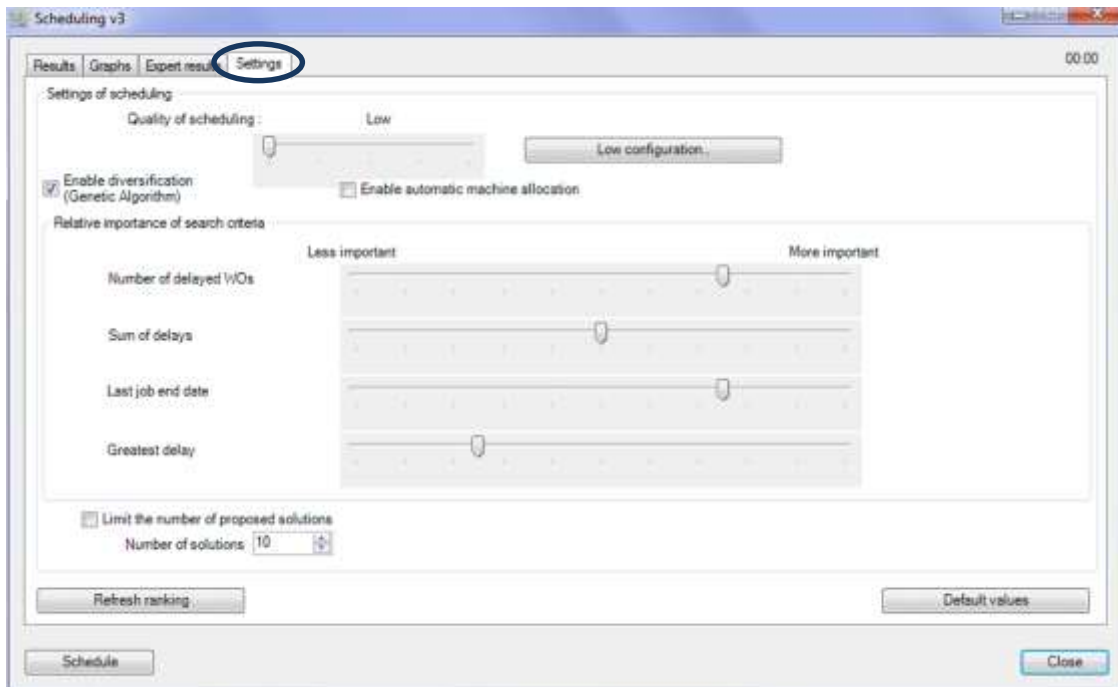 Scheduling v3
Results Graphs Expert results Settings 00:00
Settings of scheduling
Quality of scheduling : Low
Low configuration..
Enable diversification
(Genetic Algorithm)
Enable automatic machine allocation
Relative importance of search criteria
Less important More important
Number of delayed WOs
Sum of delays
Last job end date
Greatest delay
Limit the number of proposed solutions
Number of solutions 10
Refresh ranking Default values
Schedule Close